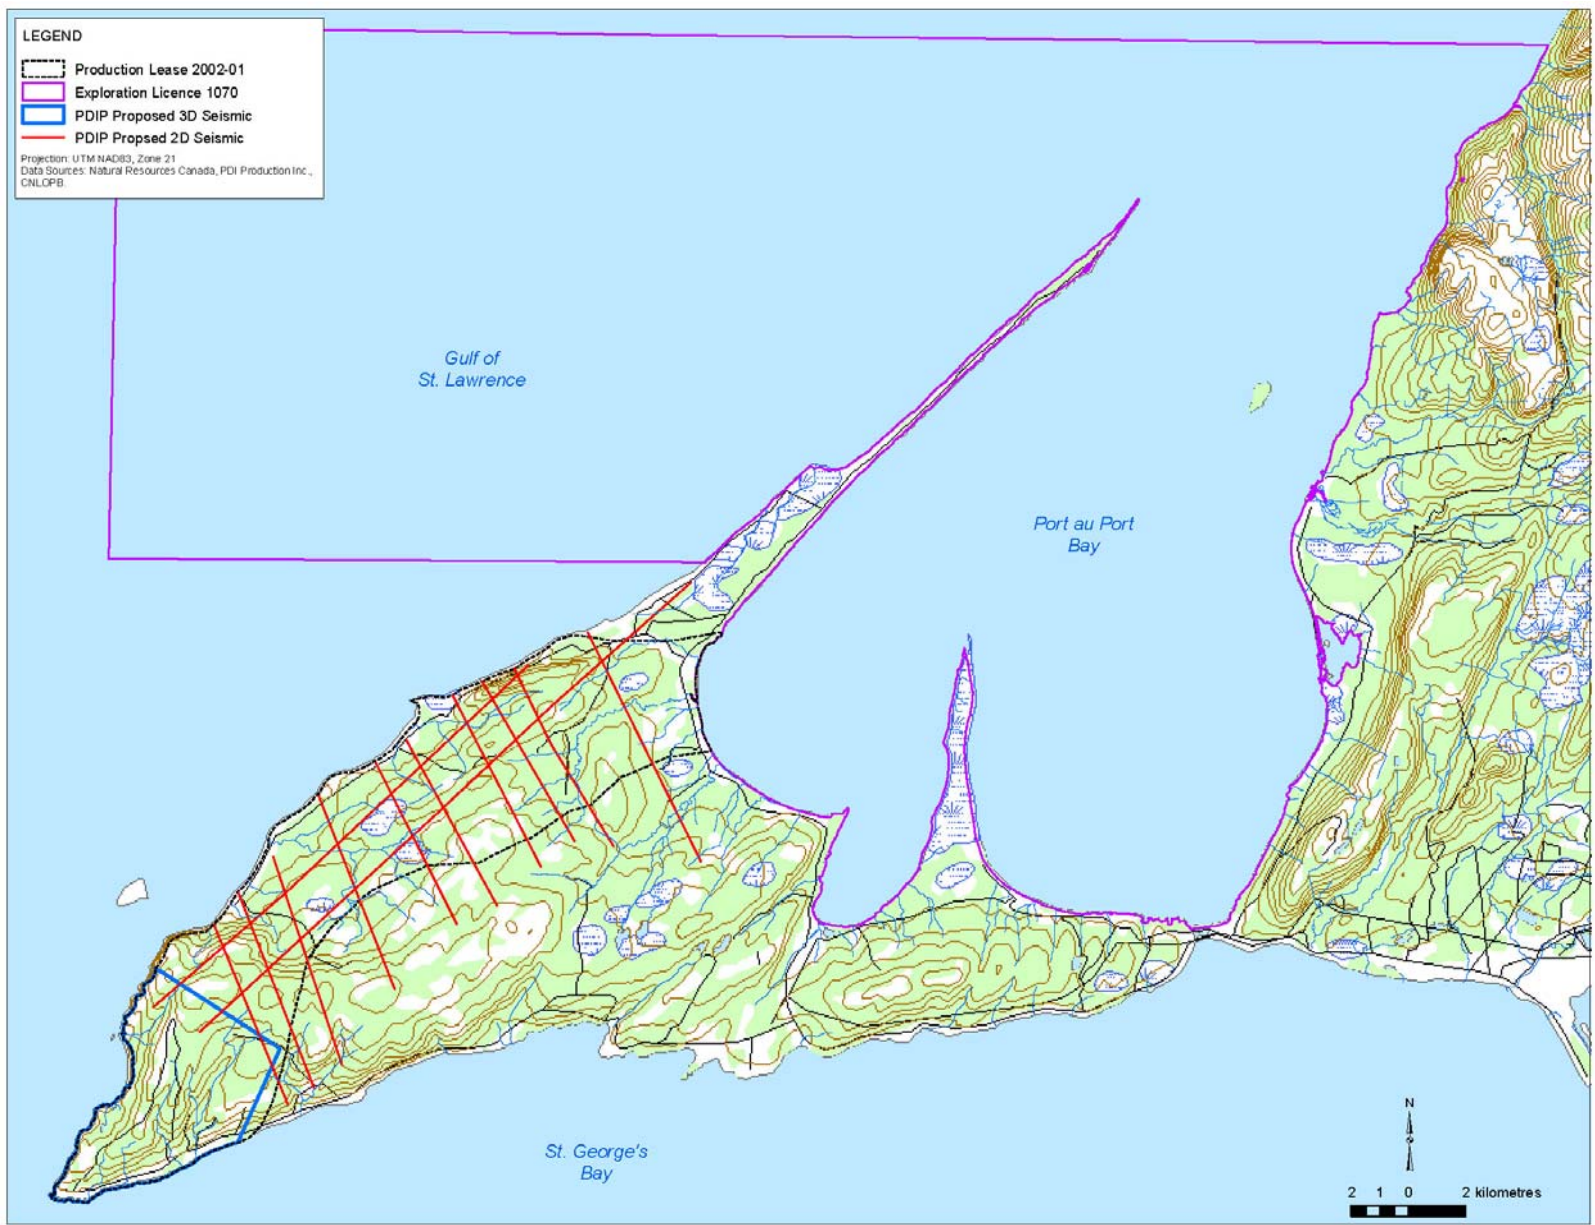 LEGEND
Production Lease 2002-01
Exploration Licence 1070
PDIP Proposed 3D Seismic
PDIP Propsed 2D Seismic
Projection: UTM NAD83, Zone 21
Data Sources: Natural Resources Canada, PDI Production Inc.,
CNLOPB.
Gulf of
St. Lawrence
Port au Port
Bay
St. George's
Bay
N
2 1 0 2 kilometres